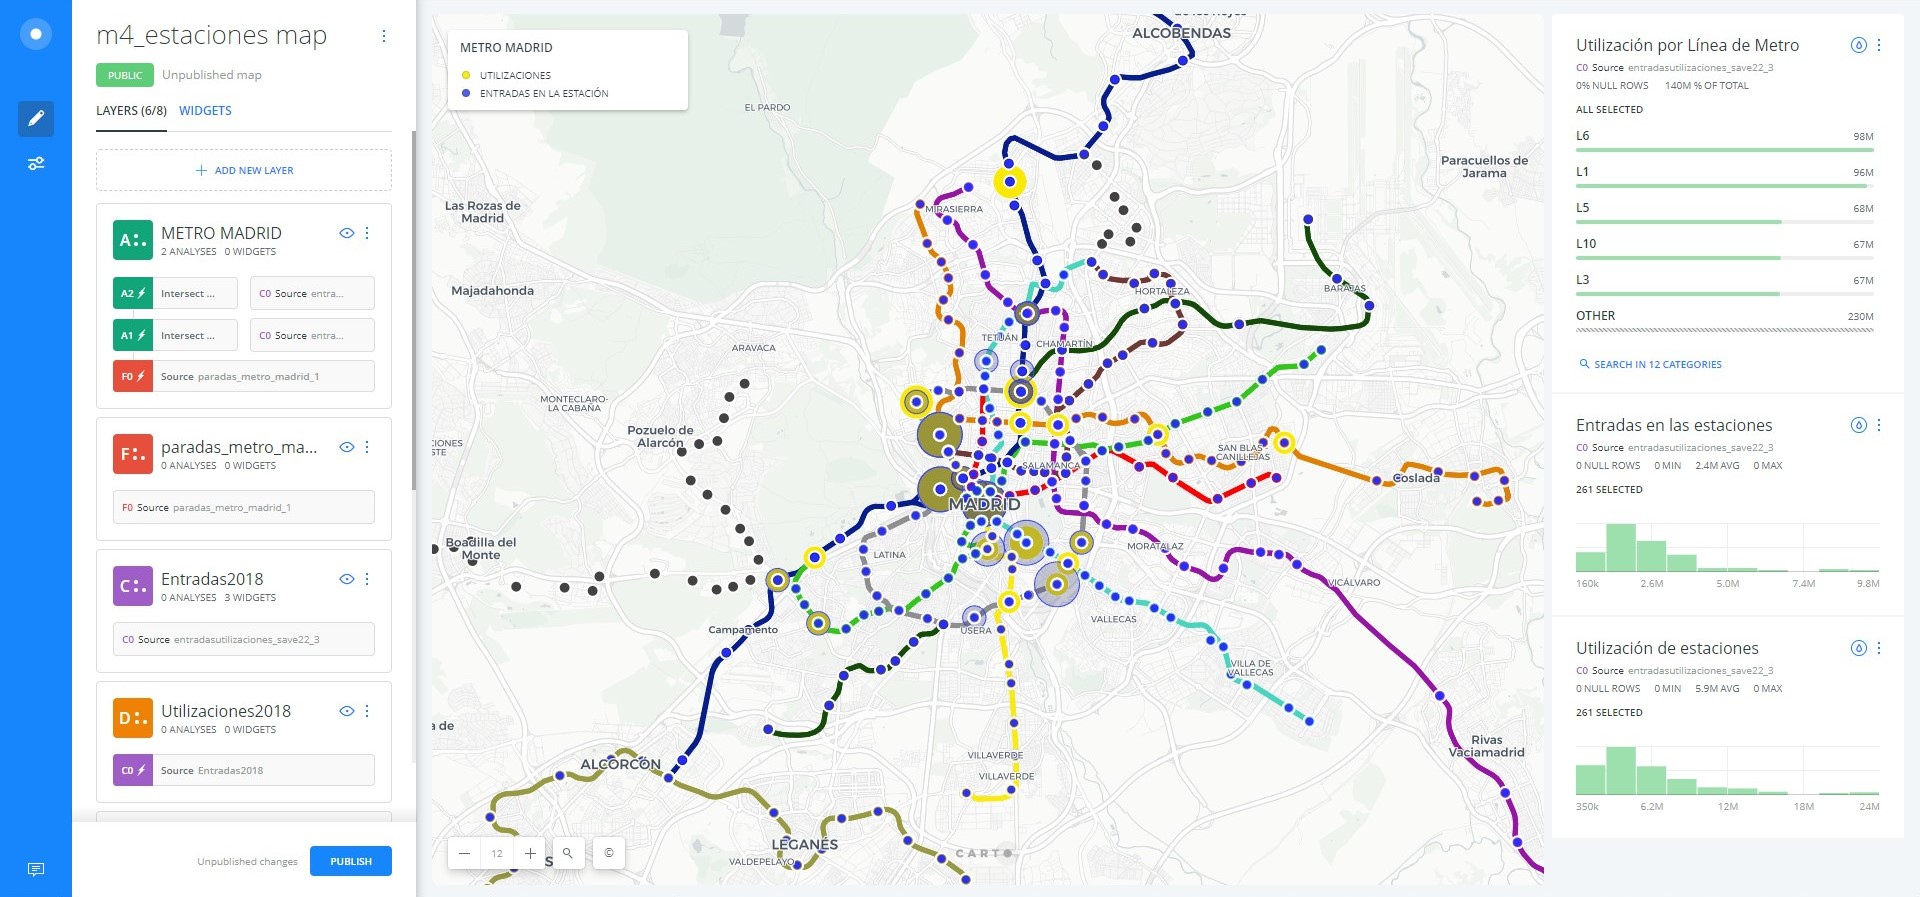 m4_estaciones map
PUBLIC Unpublished map
LAYERS (6/8) WIDGETS
ADD NEW LAYER
A METRO MADRID
2 ANALYSES 0 WIDGETS
A2 Intersect ... C0 Source entra...
A1 Intersect ... C0 Source entra...
F0 Source paradas_metro_madrid_1
F paradas_metro_ma...
0 ANALYSES 0 WIDGETS
F0 Source paradas_metro_madrid_1
C Entradas2018
0 ANALYSES 3 WIDGETS
C0 Source entradasutilizaciones_save22_3
D Utilizaciones2018
0 ANALYSES 0 WIDGETS
C0 Source Entradas2018
Unpublished changes PUBLISH
METRO MADRID
UTILIZACIONES
ENTRADAS EN LA ESTACIÓN
de los Reyes
ALCOBENDAS
EL PARDO
Paracuellos de
Jarama
Las Rozas de
Madrid
MIRASIERRA
Majadahonda
HORTALEZA
BARAJAS
ARAVACA
TETUÁN
CHAMARTÍN
MONTECLARO-
LA CABAÑA
Pozuelo de
Alarcón
CIONES
STE
SAN BLAS-
CANILLEJAS
SALAMANCA
Coslada
MADRID
Boadilla del
Monte
LATINA
MORATALAZ
VICÁLVARO
Campamento
USERA
VALLECAS
VILLA DE
VALLECAS
a de
Rivas
Vaciamadrid
VILLAVERDE
VILLAVERDE
ALCORCÓN
LEGANÉS
VALDEPELAYO
S
12
©
CARTO
Utilización por Línea de Metro
C0 Source entradasutilizaciones_save22_3
0% NULL ROWS 140M % OF TOTAL
ALL SELECTED
L6 98M
L1 96M
L5 68M
L10 67M
L3 67M
OTHER 230M
SEARCH IN 12 CATEGORIES
Entradas en las estaciones
C0 Source entradasutilizaciones_save22_3
0 NULL ROWS 0 MIN 2.4M AVG 0 MAX
261 SELECTED
160k 2.6M 5.0M 7.4M 9.8M
Utilización de estaciones
C0 Source entradasutilizaciones_save22_3
0 NULL ROWS 0 MIN 5.9M AVG 0 MAX
261 SELECTED
350k 6.2M 12M 18M 24M